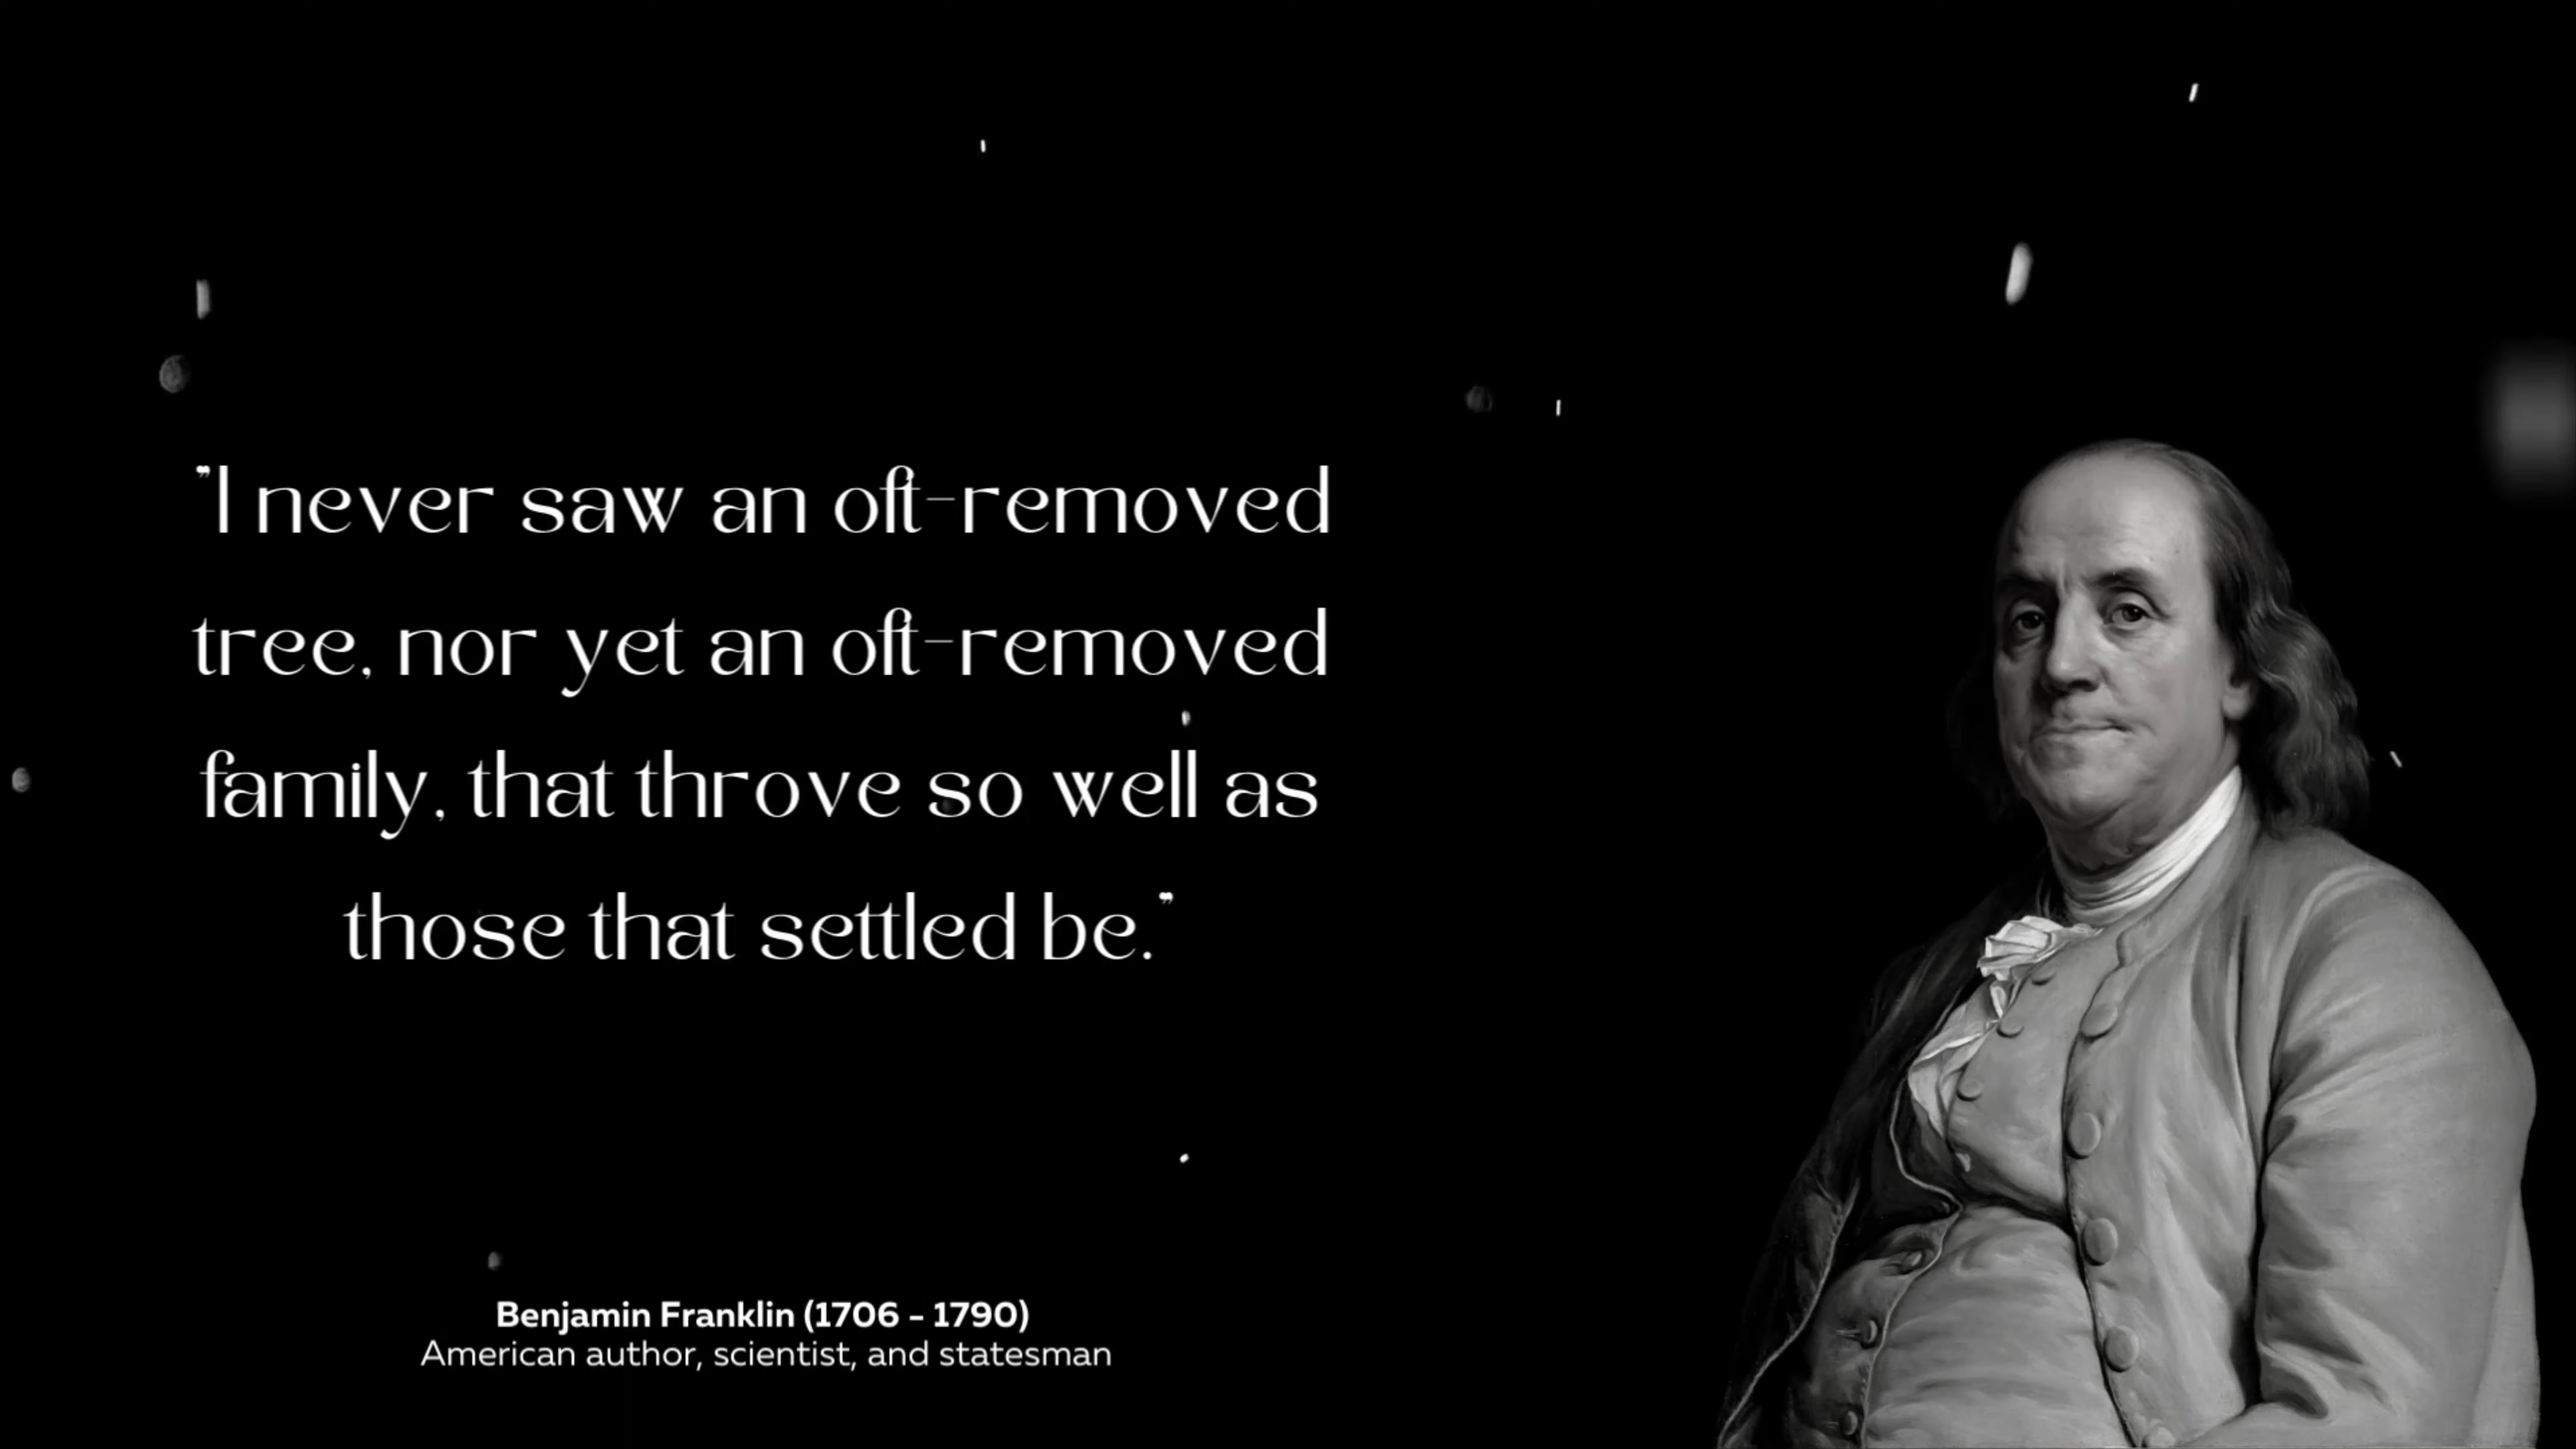 "I never saw an oft-removed
tree, nor yet an oft-removed
family, that throve so well as
those that settled be."
Benjamin Franklin (1706 - 1790)
American author, scientist, and statesman